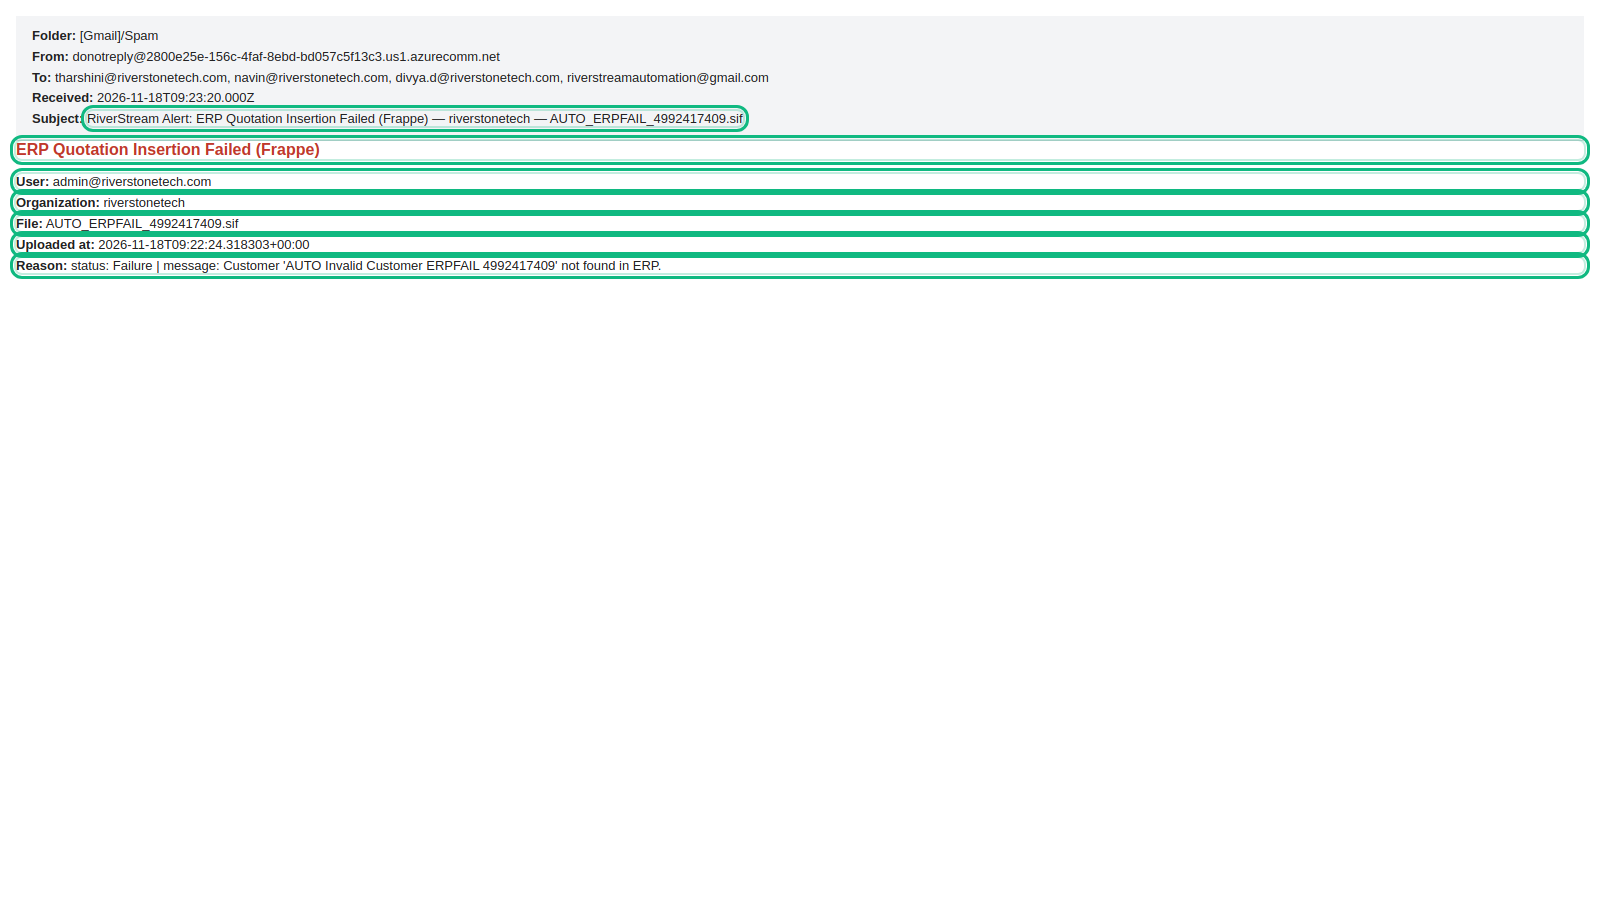 Folder: [Gmail]/Spam
From: donotreply@2800e25e-156c-4faf-8ebd-bd057c5f13c3.us1.azurecomm.net
To: tharshini@riverstonetech.com, navin@riverstonetech.com, divya.d@riverstonetech.com, riverstreamautomation@gmail.com
Received: 2026-11-18T09:23:20.000Z
Subject: RiverStream Alert: ERP Quotation Insertion Failed (Frappe) — riverstonetech — AUTO_ERPFAIL_4992417409.sif
ERP Quotation Insertion Failed (Frappe)
User: admin@riverstonetech.com
Organization: riverstonetech
File: AUTO_ERPFAIL_4992417409.sif
Uploaded at: 2026-11-18T09:22:24.318303+00:00
Reason: status: Failure | message: Customer 'AUTO Invalid Customer ERPFAIL 4992417409' not found in ERP.